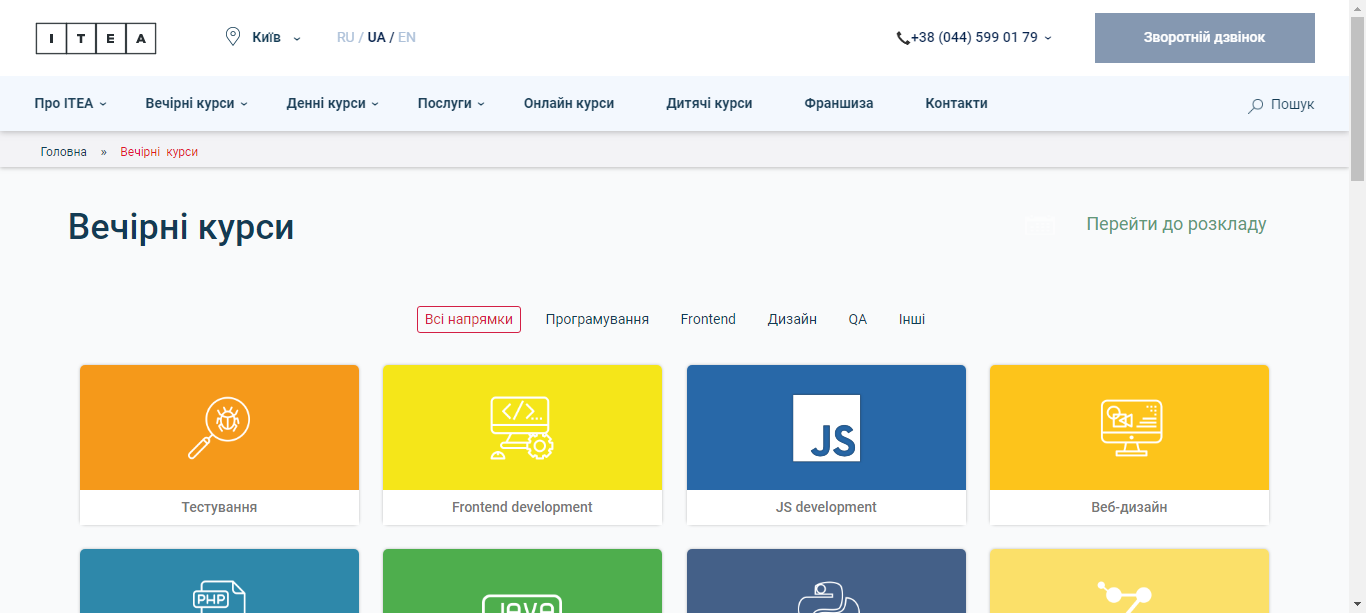 ITEA
Київ
RU / UA / EN
+38 (044) 599 01 79
Зворотній дзвінок
Про ITEA
Вечірні курси
Денні курси
Послуги
Онлайн курси
Дитячі курси
Франшиза
Контакти
Пошук
Головна » Вечірні курси
Вечірні курси
Перейти до розкладу
Всі напрямки
Програмування
Frontend
Дизайн
QA
Інші
</>...
JS
Тестування
Frontend development
JS development
Веб-дизайн
PHP
JAVA